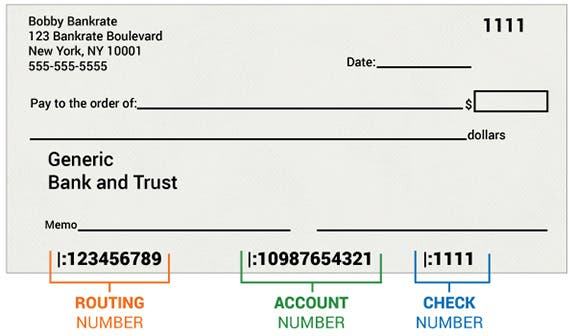 Bobby Bankrate
1111
123 Bankrate Boulevard
New York, NY 10001
555-555-5555
Date:
Pay to the order of:
$
dollars
Generic
Bank and Trust
Memo
|:123456789 |:10987654321 |:1111
ROUTING NUMBER
ACCOUNT NUMBER
CHECK NUMBER